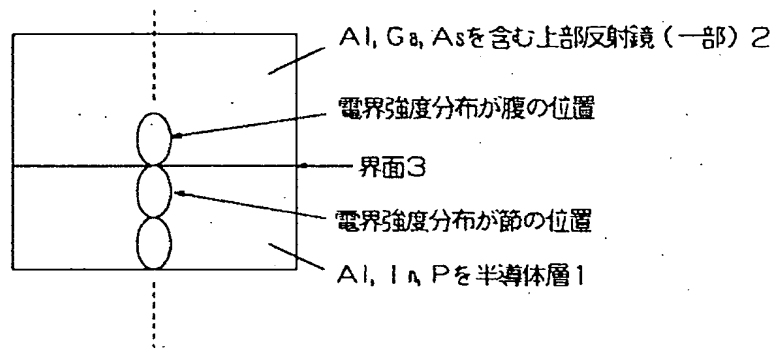 Al, Ga, Asを含む上部反射鏡（一部）2
電界強度分布が腹の位置
界面3
電界強度分布が節の位置
Al, In, Pを半導体層1